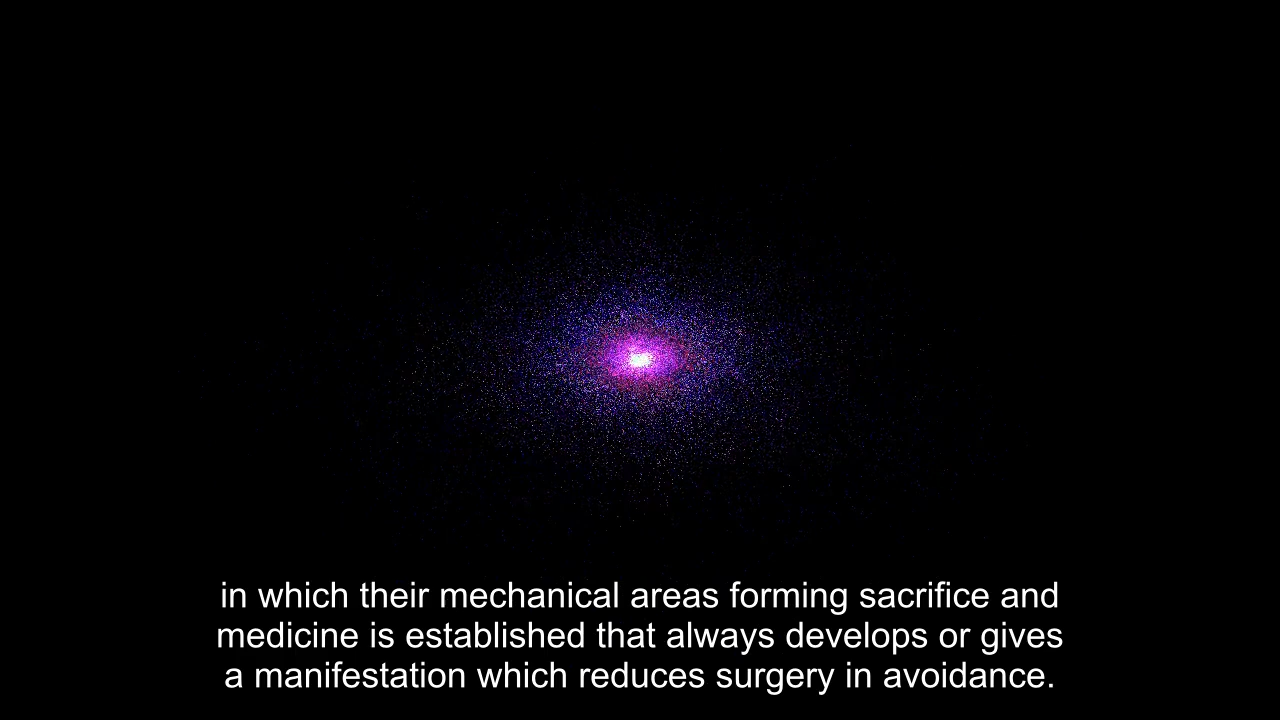 in which their mechanical areas forming sacrifice and
medicine is established that always develops or gives
a manifestation which reduces surgery in avoidance.